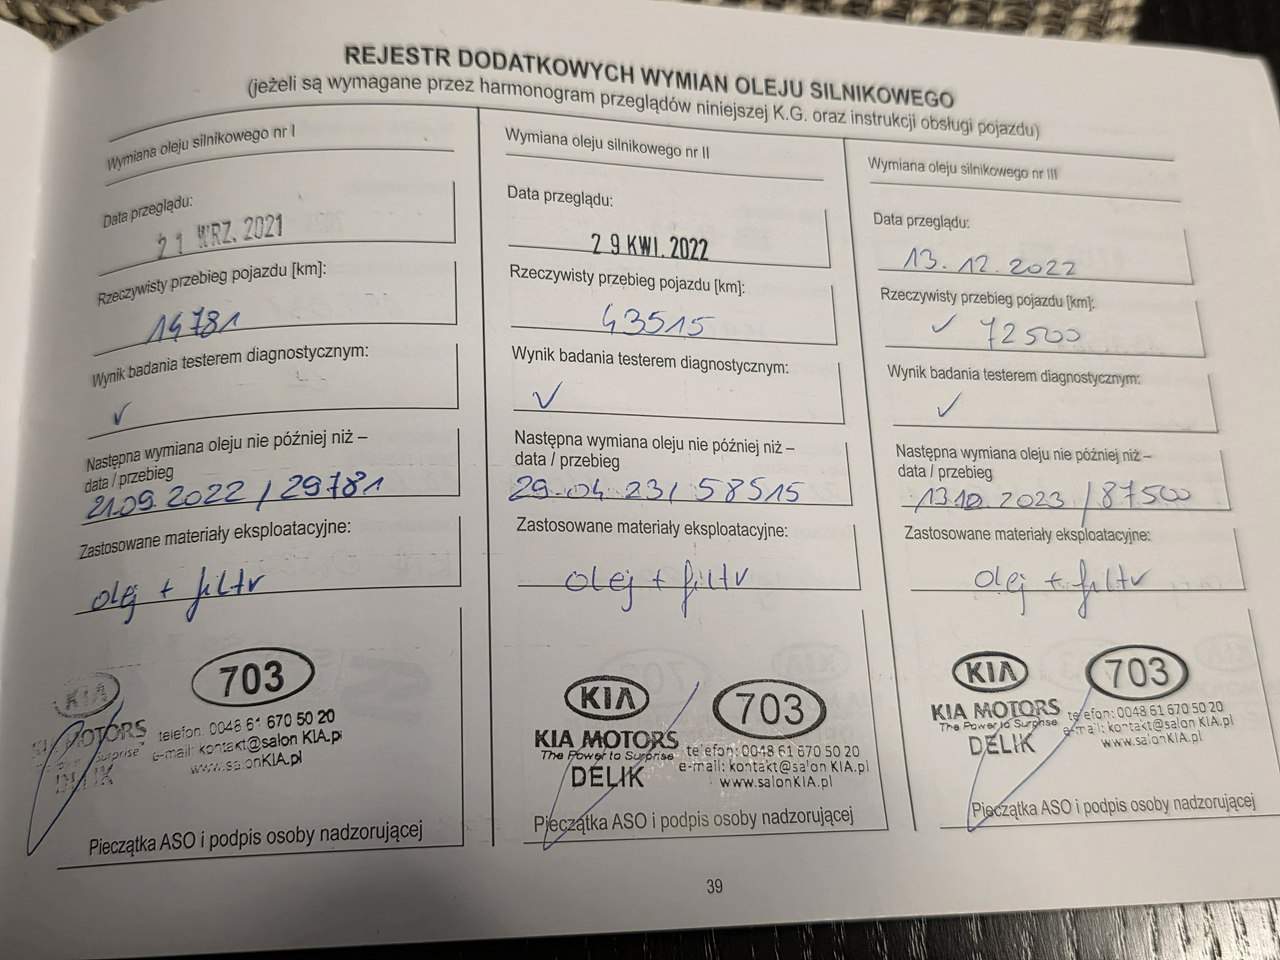 REJESTR DODATKOWYCH WYMIAN OLEJU SILNIKOWEGO
(jeżeli są wymagane przez harmonogram przeglądów niniejszej K.G. oraz instrukcji obsługi pojazdu)
Wymiana oleju silnikowego nr I
Data przeglądu:
21 WRZ. 2021
Rzeczywisty przebieg pojazdu [km]:
14781
Wynik badania testerem diagnostycznym:
✓
Następna wymiana oleju nie później niż –
data / przebieg
21.09.2022 / 29781
Zastosowane materiały eksploatacyjne:
olej + filtr
KIA
703
MOTORS
telefon: 0048 61 670 50 20
Surprise
e-mail: kontakt@salon KIA.pl
DELIK
www.salonKIA.pl
Pieczątka ASO i podpis osoby nadzorującej
Wymiana oleju silnikowego nr II
Data przeglądu:
29 KWI. 2022
Rzeczywisty przebieg pojazdu [km]:
43515
Wynik badania testerem diagnostycznym:
✓
Następna wymiana oleju nie później niż –
data / przebieg
29.04.23 / 58515
Zastosowane materiały eksploatacyjne:
olej + filtr
KIA
703
KIA MOTORS
The Power to Surprise
DELIK
telefon: 0048 61 670 50 20
e-mail: kontakt@salon KIA.pl
www.salonKIA.pl
Pieczątka ASO i podpis osoby nadzorującej
Wymiana oleju silnikowego nr III
Data przeglądu:
13.12.2022
Rzeczywisty przebieg pojazdu [km]:
✓ 72500
Wynik badania testerem diagnostycznym:
✓
Następna wymiana oleju nie później niż –
data / przebieg
2023 / 87500
Zastosowane materiały eksploatacyjne:
olej + filtr
KIA
703
KIA MOTORS
The Power to Surprise
DELIK
telefon: 0048 61 670 50 20
e-mail: kontakt@salon KIA.pl
www.salonKIA.pl
Pieczątka ASO i podpis osoby nadzorującej
39